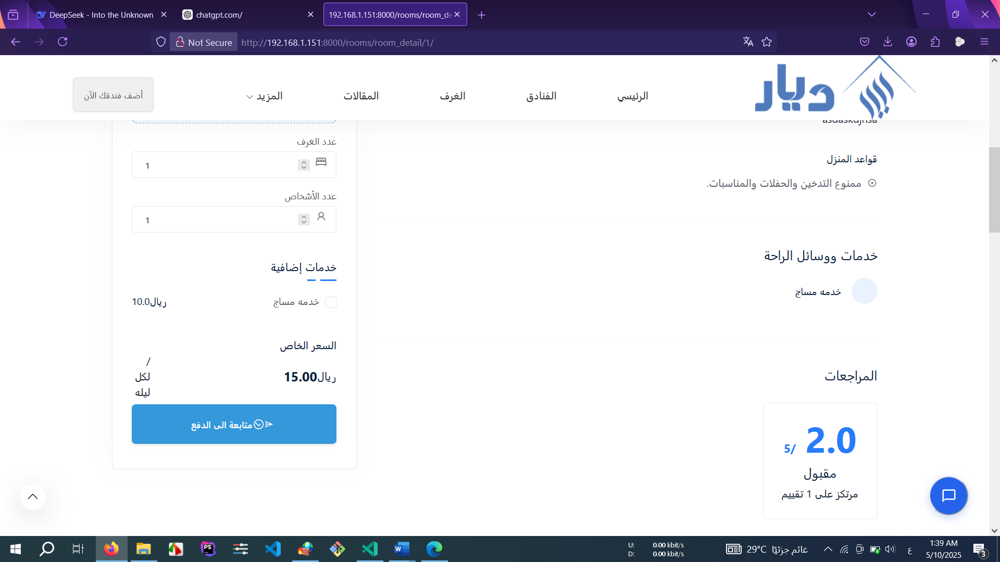 DeepSeek - Into the Unknown
chatgpt.com/
192.168.1.151:8000/rooms/room_de
Not Secure
http://192.168.1.151:8000/rooms/room_detail/1/
ديار
الرئيسي
الفنادق
الغرف
المقالات
المزيد
أضف فندقك الآن
قواعد المنزل
ممنوع التدخين والحفلات والمناسبات.
خدمات ووسائل الراحة
خدمه مساج
المراجعات
2.0 /5
مقبول
مرتكز على 1 تقييم
عدد الغرف
1
عدد الأشخاص
1
خدمات إضافية
خدمه مساج
ريال10.0
السعر الخاص
ريال15.00
/
لكل
ليله
متابعة الى الدفع
PS
W
U: 0.00 kbit/s
D: 0.00 kbit/s
29°C غائم جزئيًا
ع
1:39 AM
5/10/2025
3